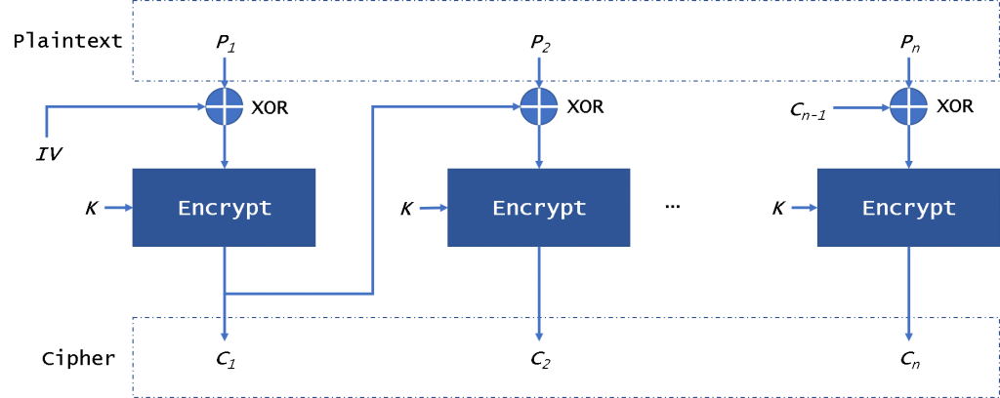 Plaintext P1 P2 Pn
XOR XOR Cn-1 XOR
IV
K Encrypt K Encrypt ... K Encrypt
Cipher C1 C2 Cn